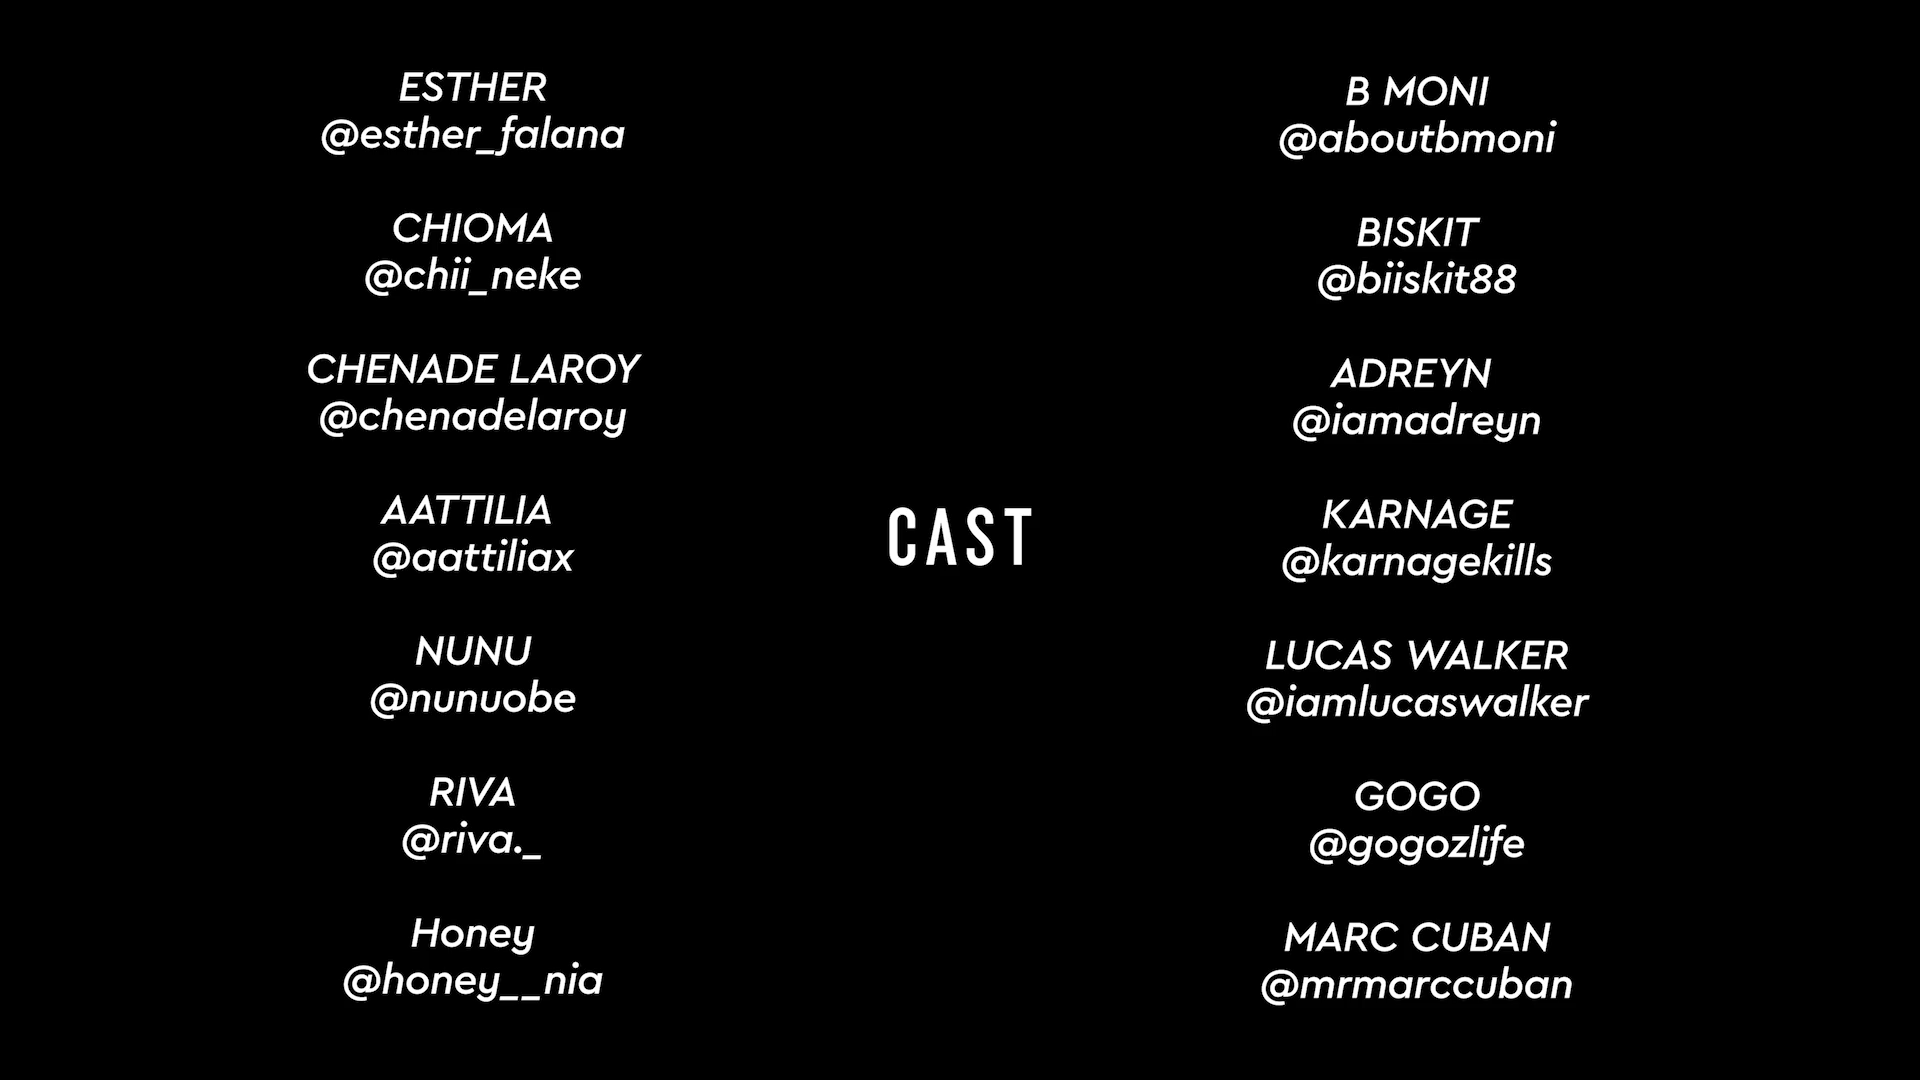 ESTHER
@esther_falana
CHIOMA
@chii_neke
CHENADE LAROY
@chenadelaroy
AATTILIA
@aattiliax
NUNU
@nunuobe
RIVA
@riva._
Honey
@honey__nia
CAST
B MONI
@aboutbmoni
BISKIT
@biiskit88
ADREYN
@iamadreyn
KARNAGE
@karnagekills
LUCAS WALKER
@iamlucaswalker
GOGO
@gogozlife
MARC CUBAN
@mrmarccuban